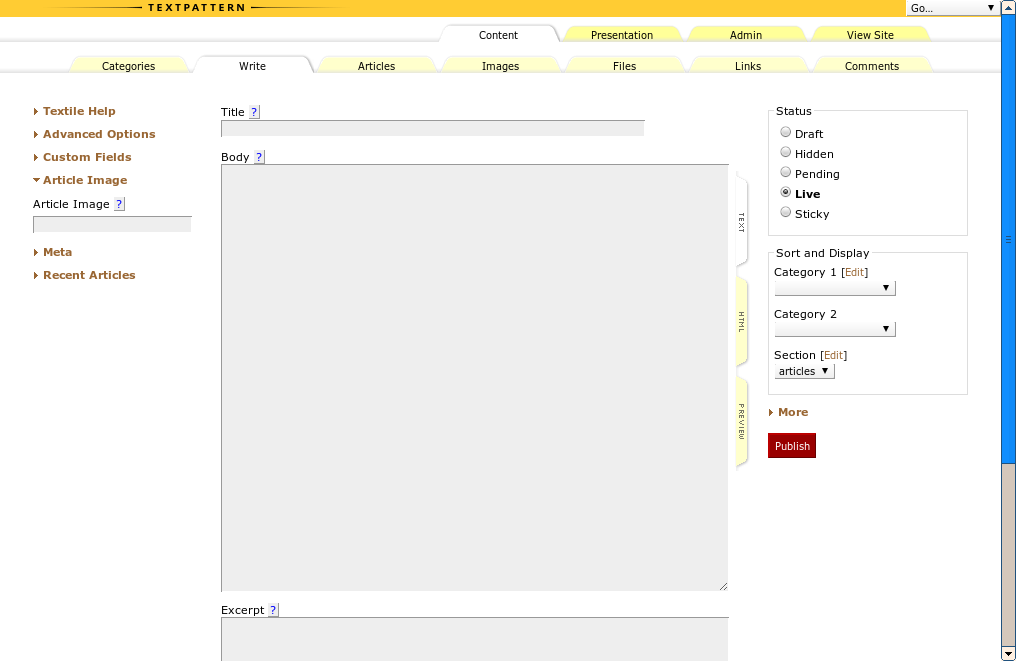 TEXTPATTERN
Go...
Content Presentation Admin View Site
Categories Write Articles Images Files Links Comments
Textile Help
Advanced Options
Custom Fields
Article Image
Article Image ?
Meta
Recent Articles
Title ?
Body ?
Excerpt ?
TEXT
HTML
PREVIEW
Status
Draft
Hidden
Pending
Live
Sticky
Sort and Display
Category 1 [Edit]
Category 2
Section [Edit]
articles
More
Publish